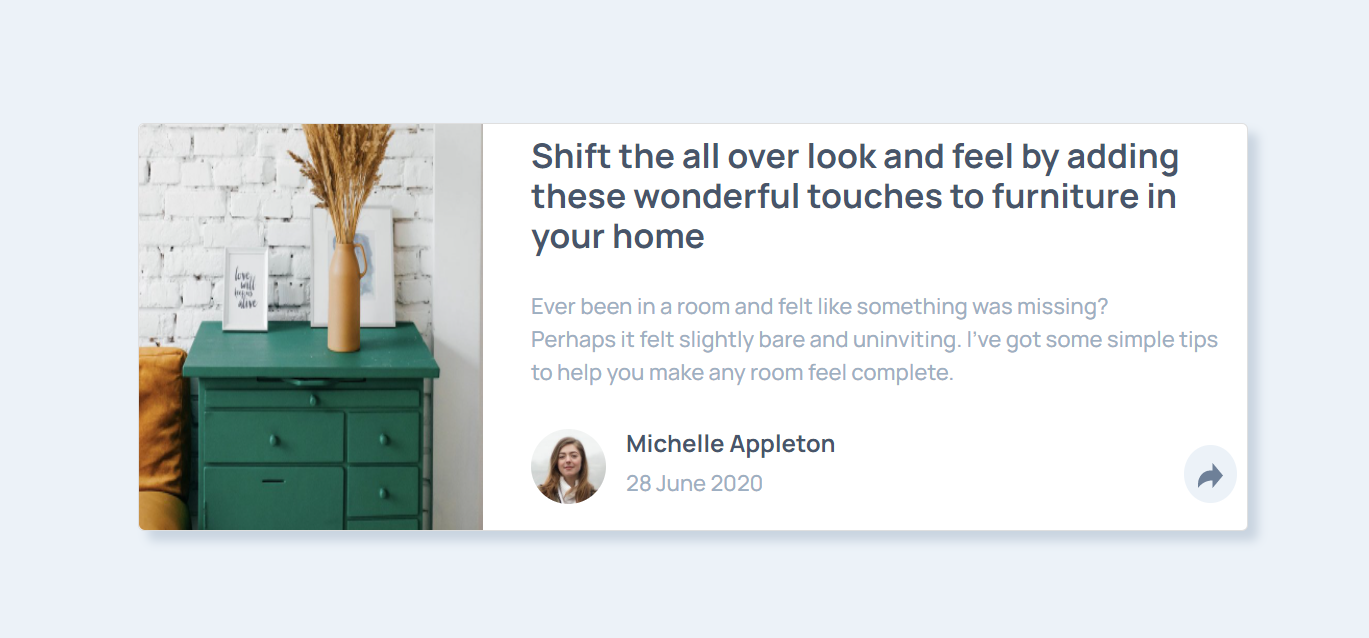 Shift the all over look and feel by adding
these wonderful touches to furniture in
your home
Ever been in a room and felt like something was missing?
Perhaps it felt slightly bare and uninviting. I've got some simple tips
to help you make any room feel complete.
Michelle Appleton
28 June 2020
love
will
alive